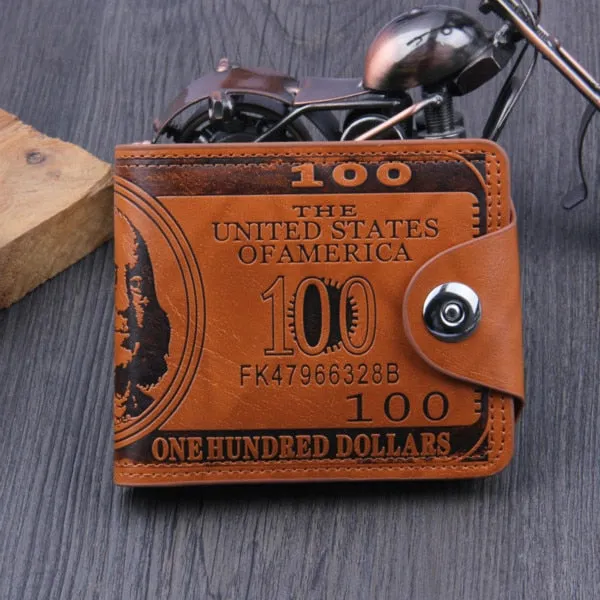 100
THE
UNITED STATES
OFAMERICA
100
FK47966328B
100
ONE HUNDRED DOLLARS